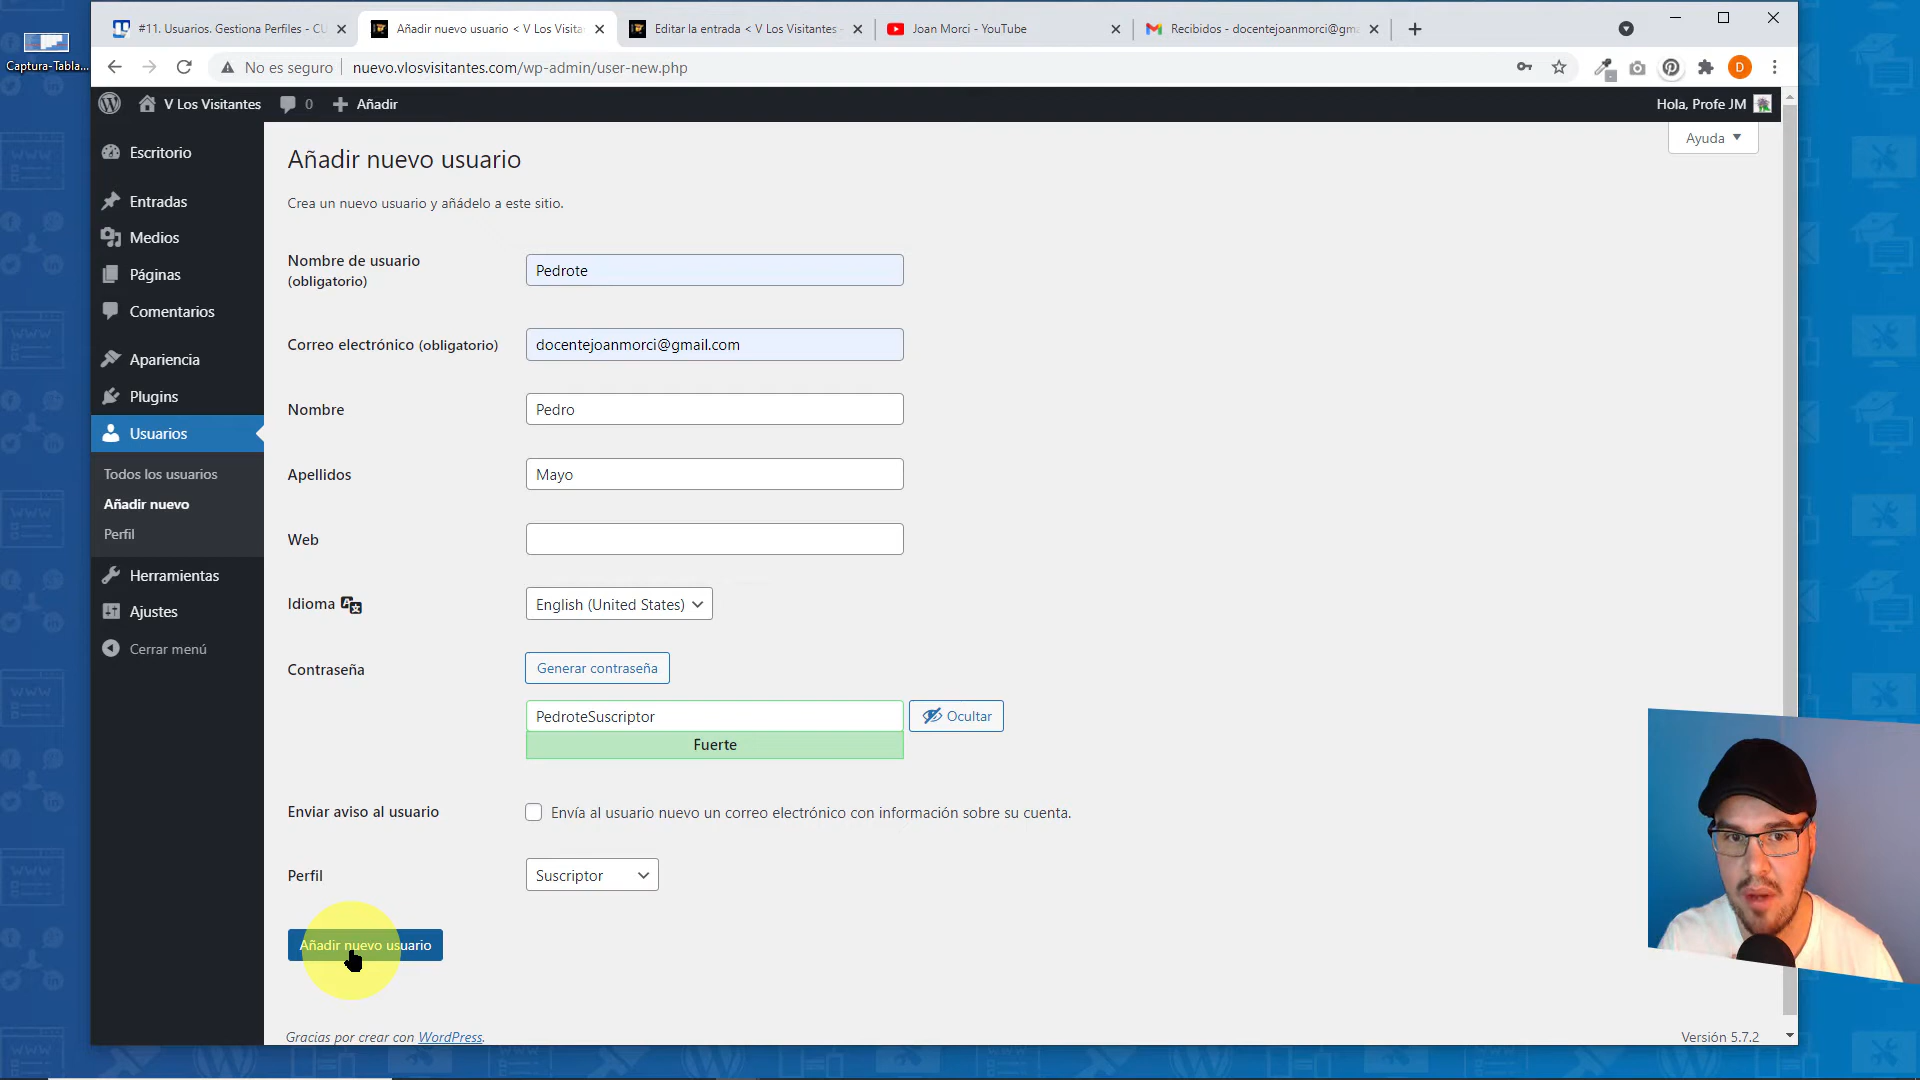 Captura-Tabla...
#11. Usuarios. Gestiona Perfiles - CU
Añadir nuevo usuario < V Los Visita
Editar la entrada < V Los Visitantes -
Joan Morci - YouTube
Recibidos - docentejoanmorci@gma
No es seguro
nuevo.vlosvisitantes.com/wp-admin/user-new.php
D
V Los Visitantes
0
Añadir
Hola, Profe JM
Ayuda
Escritorio
Entradas
Medios
Páginas
Comentarios
Apariencia
Plugins
Usuarios
Todos los usuarios
Añadir nuevo
Perfil
Herramientas
Ajustes
Cerrar menú
Añadir nuevo usuario
Crea un nuevo usuario y añádelo a este sitio.
Nombre de usuario
(obligatorio)
Pedrote
Correo electrónico (obligatorio)
docentejoanmorci@gmail.com
Nombre
Pedro
Apellidos
Mayo
Web
Idioma
English (United States)
Contraseña
Generar contraseña
PedroteSuscriptor
Ocultar
Fuerte
Enviar aviso al usuario
Envía al usuario nuevo un correo electrónico con información sobre su cuenta.
Perfil
Suscriptor
Añadir nuevo usuario
Gracias por crear con WordPress.
Versión 5.7.2